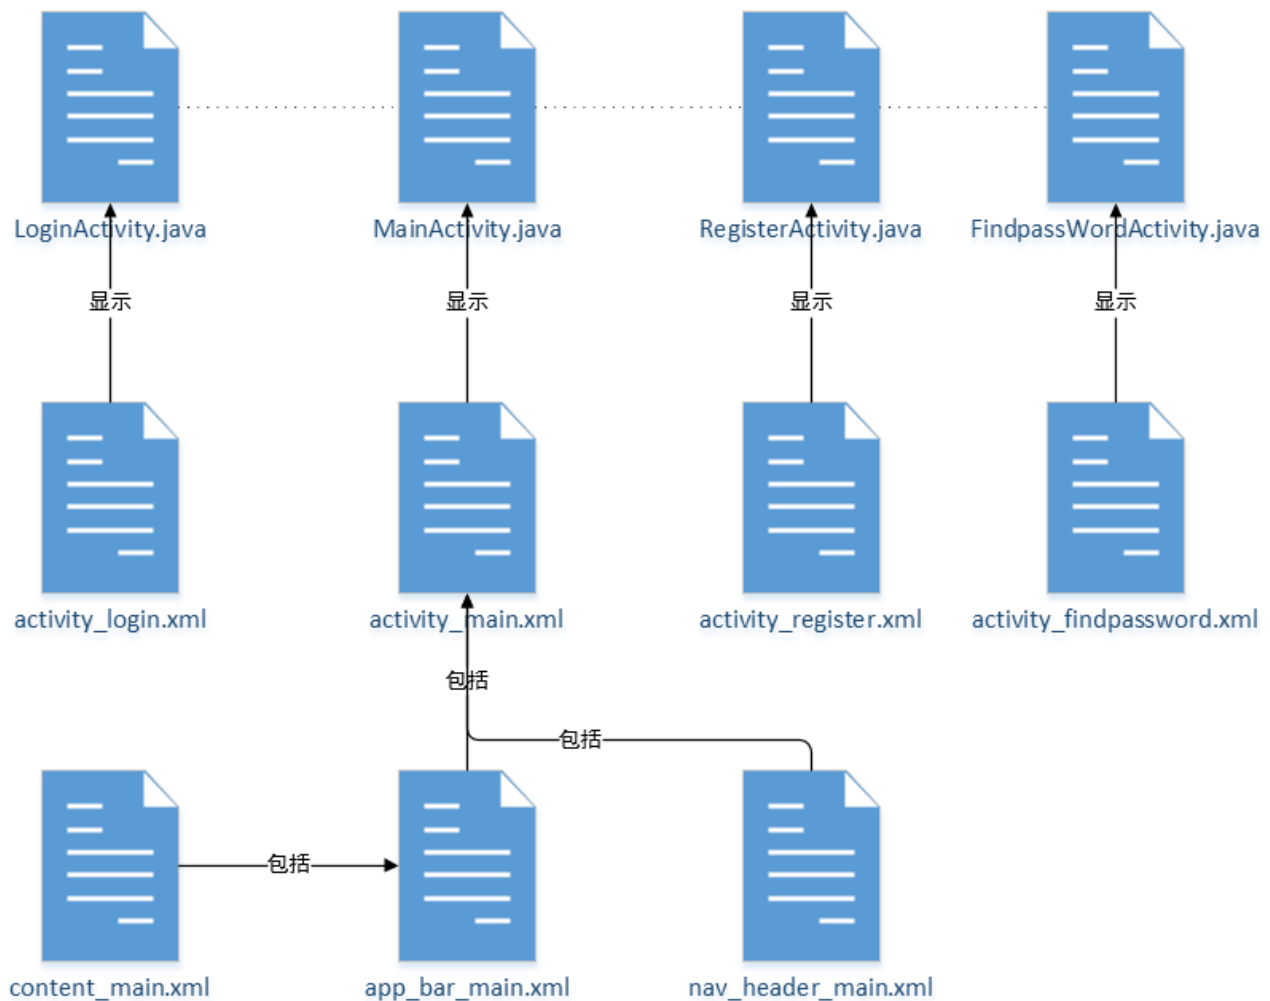 LoginActivity.java
MainActivity.java
RegisterActivity.java
FindpassWordActivity.java
显示
显示
显示
显示
activity_login.xml
activity_main.xml
activity_register.xml
activity_findpassword.xml
包括
包括
包括
content_main.xml
app_bar_main.xml
nav_header_main.xml